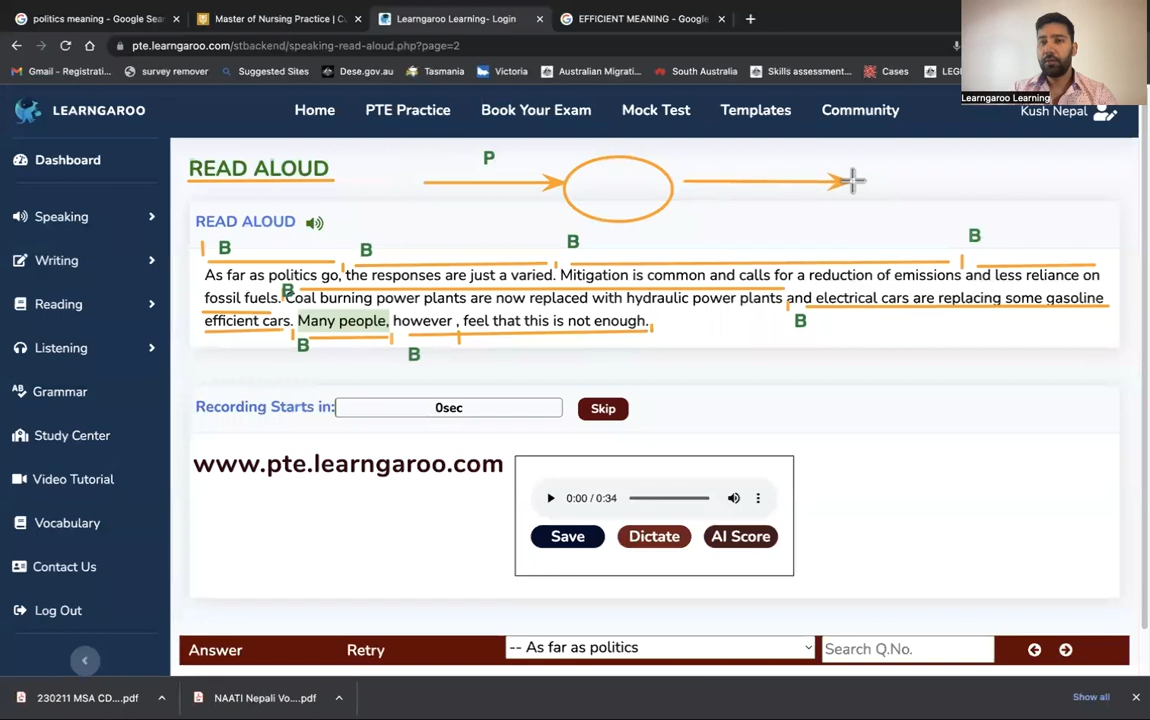 politics meaning - Google Sea
Master of Nursing Practice | Cu
Learngaroo Learning- Login
EFFICIENT MEANING - Google
pte.learngaroo.com/stbackend/speaking-read-aloud.php?page=2
Gmail - Registrati...
survey remover
Suggested Sites
Dese.gov.au
Tasmania
Victoria
Australian Migrati...
South Australia
Skills assessment...
Cases
LEGI
Learngaroo Learning
LEARNGAROO
Home
PTE Practice
Book Your Exam
Mock Test
Templates
Community
Kush Nepal
Dashboard
Speaking
Writing
Reading
Listening
Grammar
Study Center
Video Tutorial
Vocabulary
Contact Us
Log Out
READ ALOUD
P
READ ALOUD
B B B B
As far as politics go, the responses are just a varied. Mitigation is common and calls for a reduction of emissions and less reliance on
B
fossil fuels. Coal burning power plants are now replaced with hydraulic power plants and electrical cars are replacing some gasoline
efficient cars. Many people, however , feel that this is not enough.
B
B B
Recording Starts in: 0sec Skip
www.pte.learngaroo.com
0:00 / 0:34
Save Dictate AI Score
Answer Retry -- As far as politics Search Q.No.
230211 MSA CD....pdf
NAATI Nepali Vo....pdf
Show all